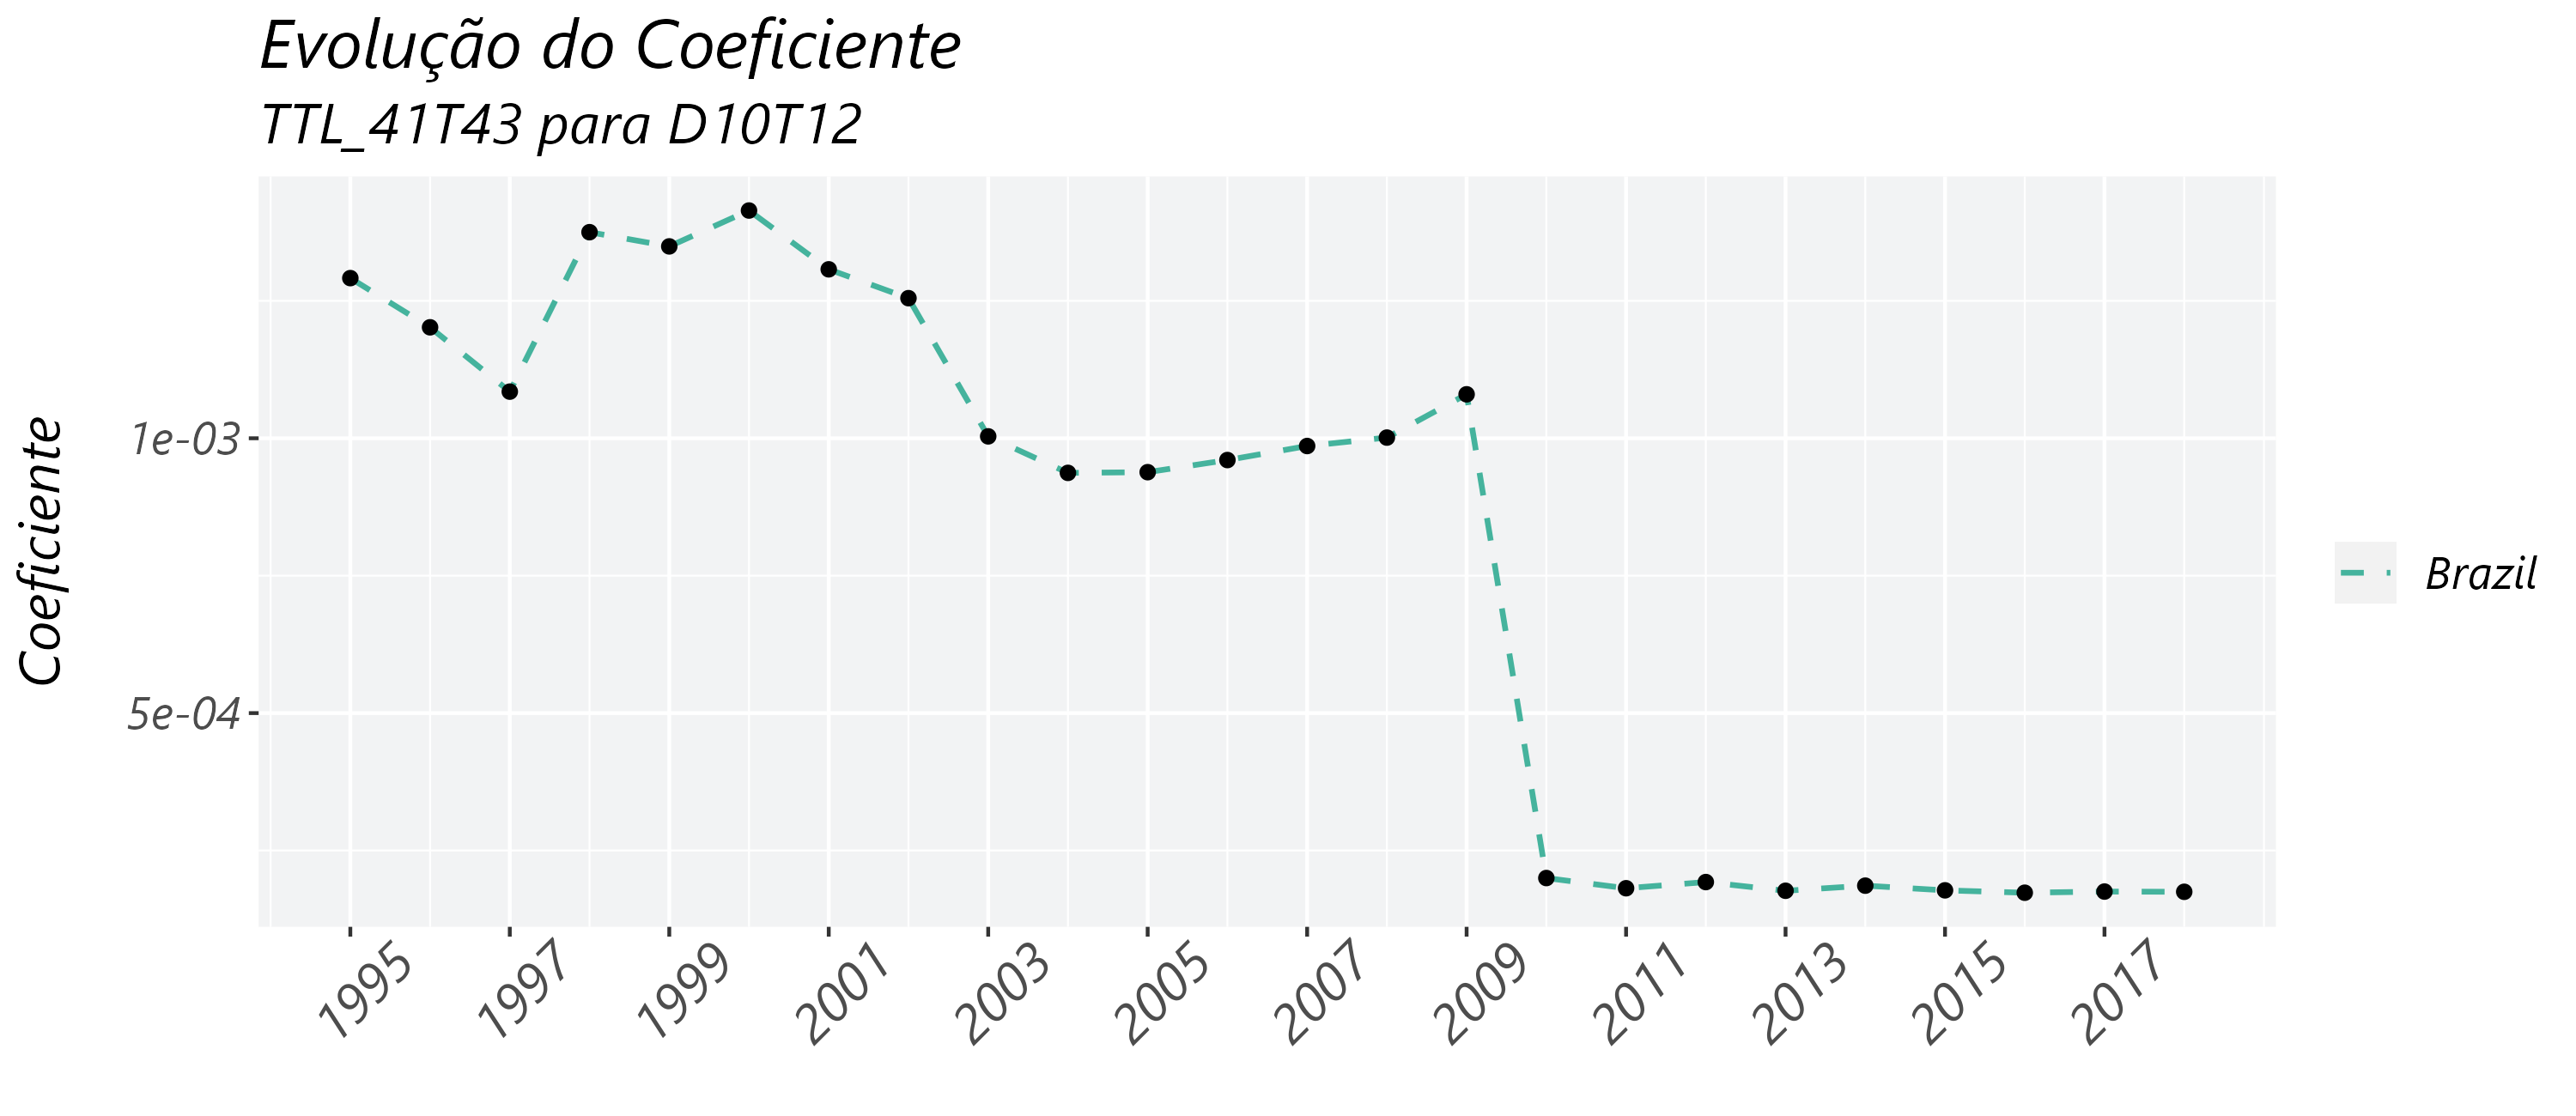 Evolução do Coeficiente
TTL_41T43 para D10T12
Coeficiente
1e-03
5e-04
1995
1997
1999
2001
2003
2005
2007
2009
2011
2013
2015
2017
Brazil